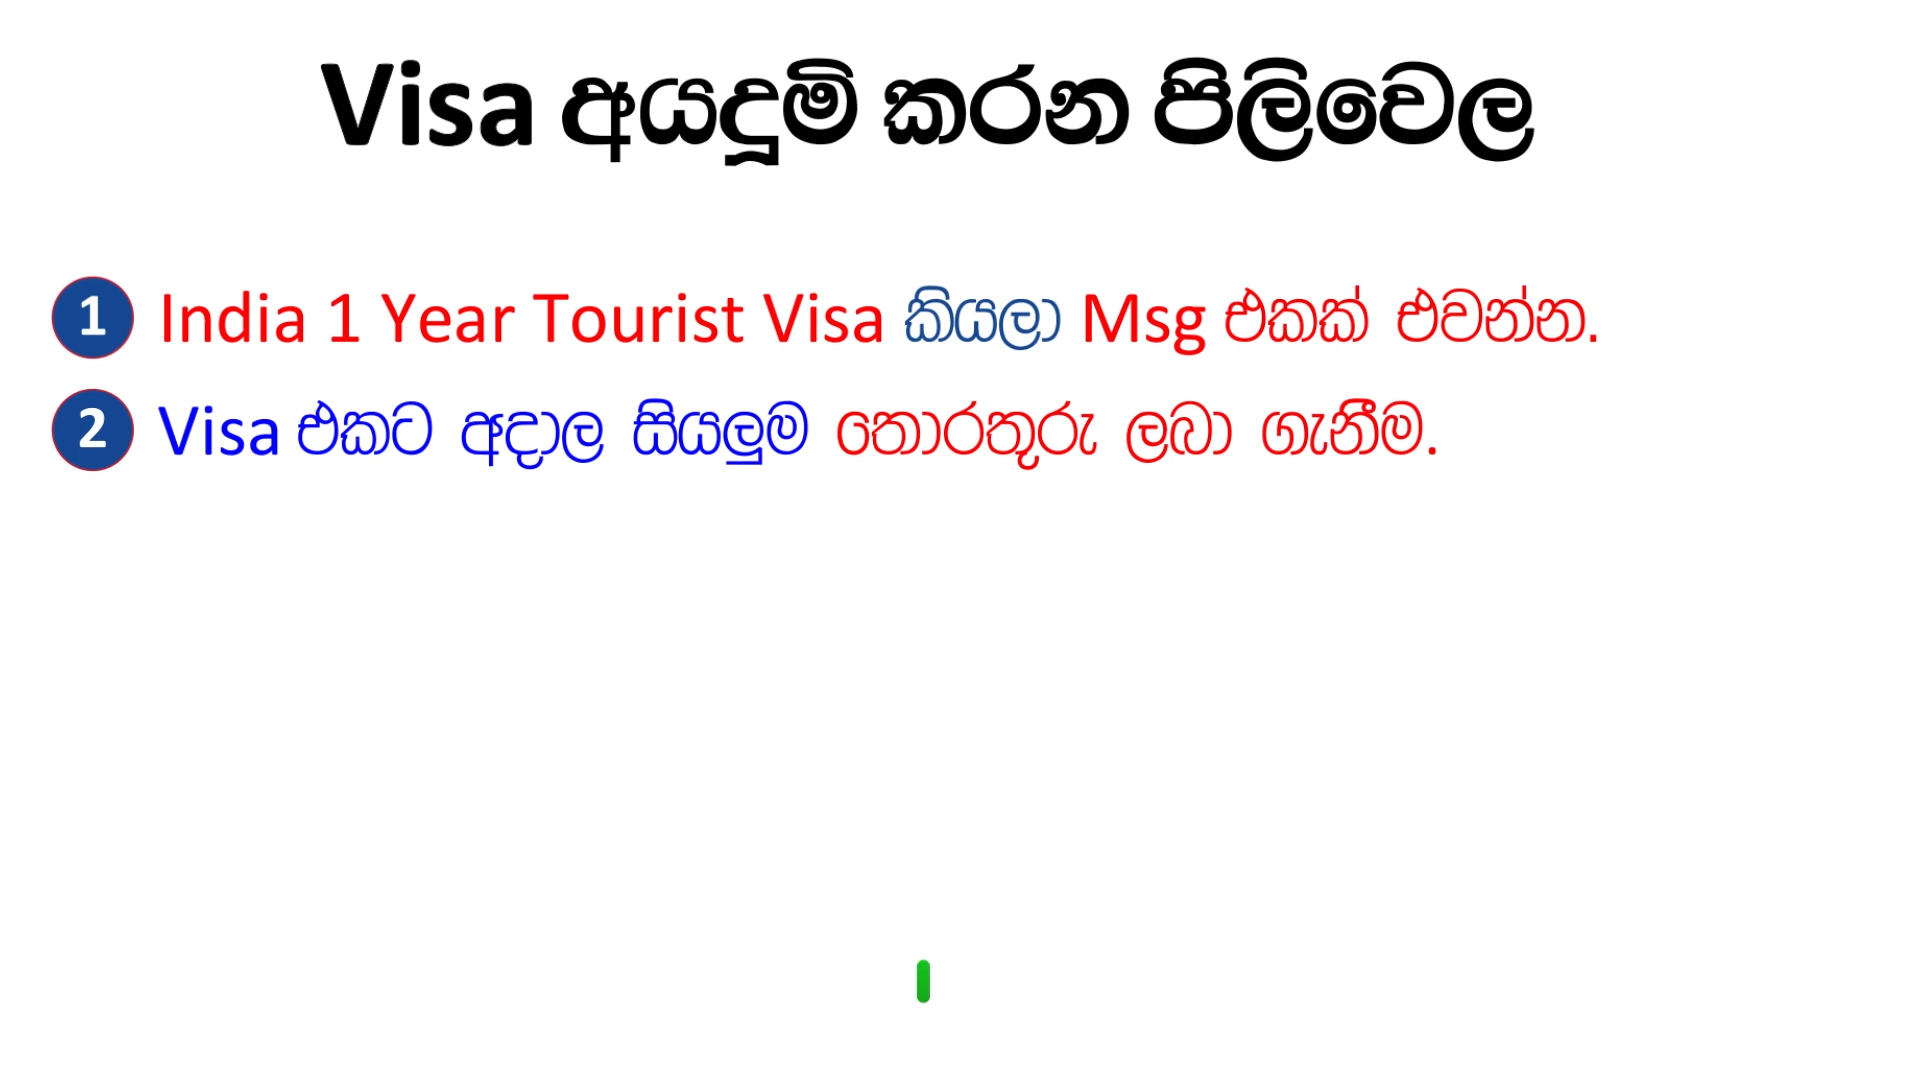 Visa අයදූම් කරන පිලිවෙල
1 India 1 Year Tourist Visa කියලා Msg එකක් එවන්න.
2 Visa එකට අදාල සියලුම තොරතුරු ලබා ගැනීම.